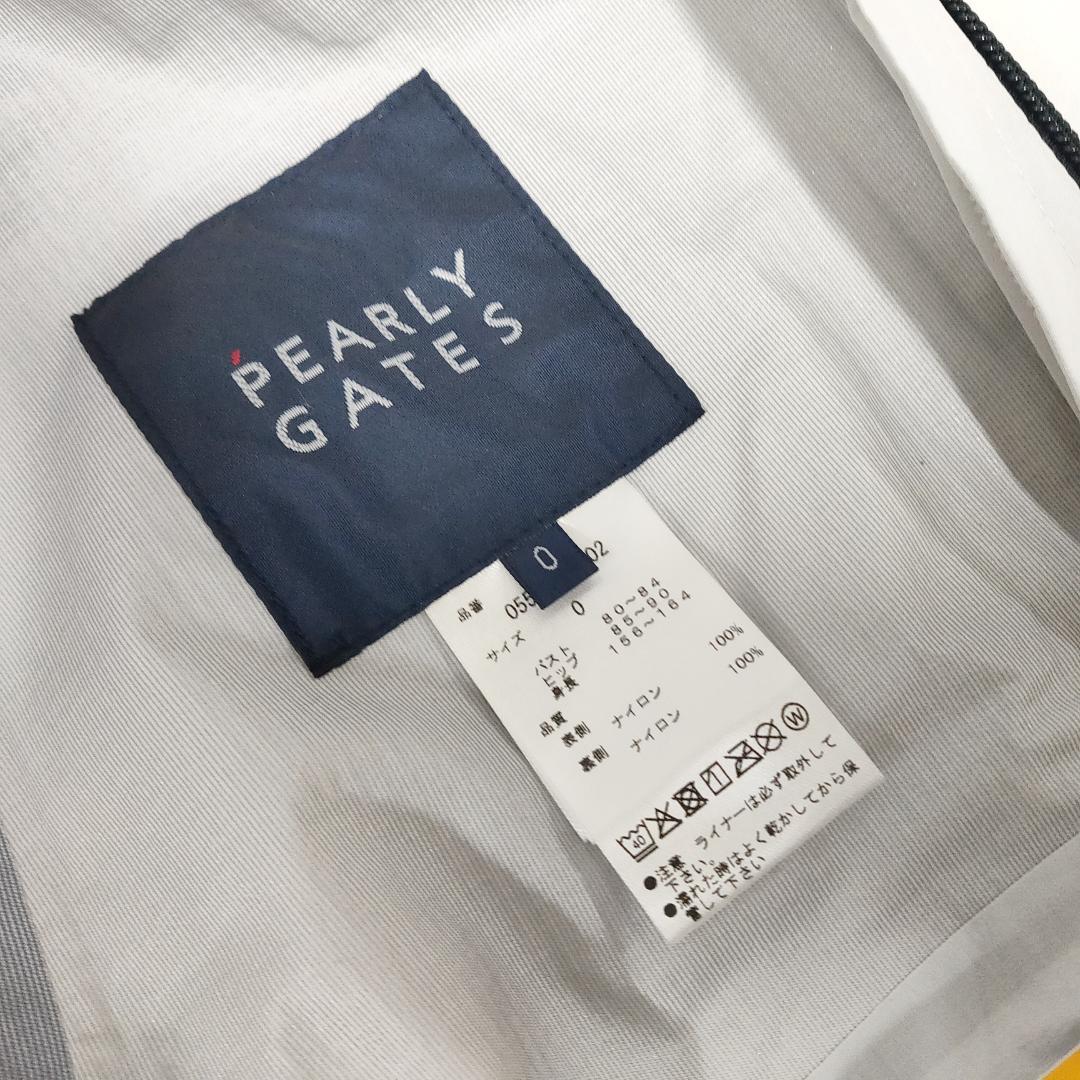 PEARLY
GATES
0
品番 055 02
サイズ 0
バスト 80～84
ヒップ 85～90
身長 156～164
品質
表側 ナイロン 100%
裏側 ナイロン 100%
40 W
●注意 ライナーは必ず取外して
下さい。
●濡れた時はよく乾かしてから保
管して下さい